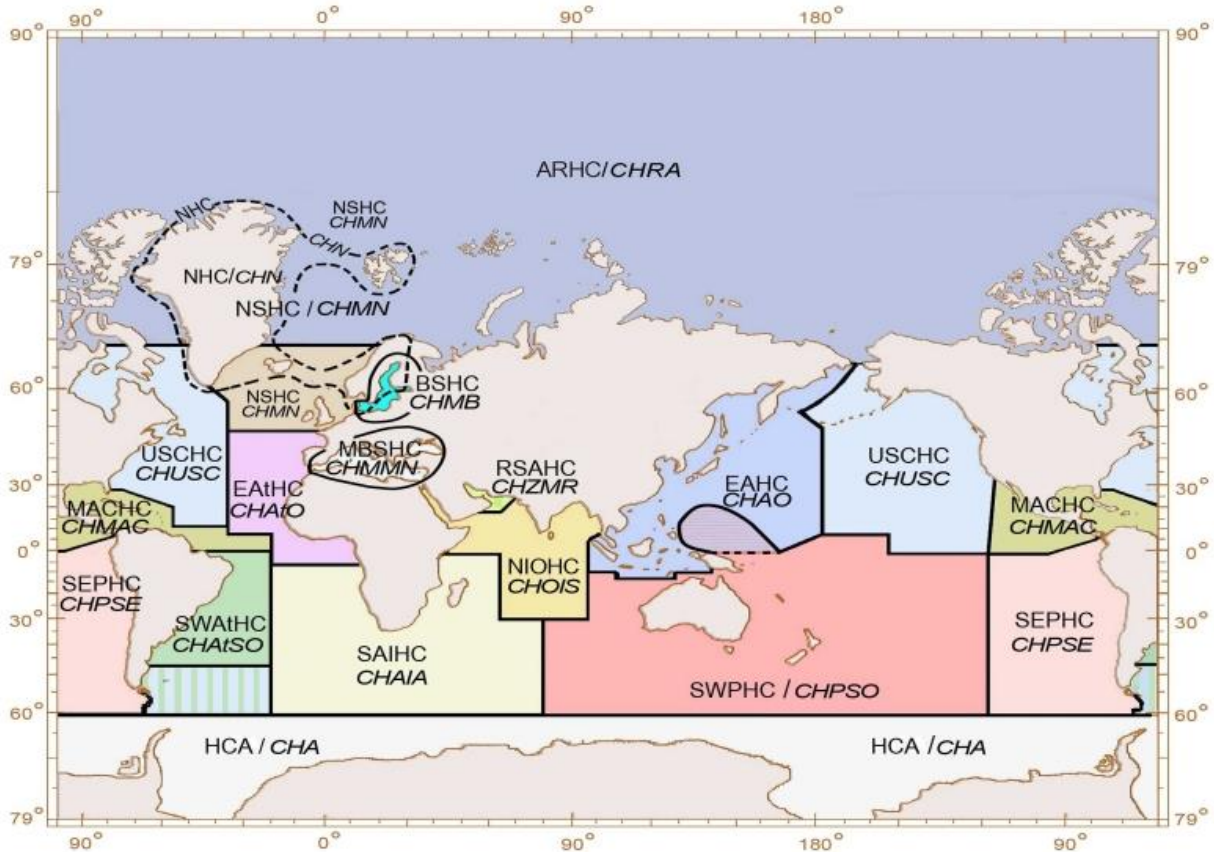 90° 0° 90° 180° 90°
90° 90°
ARHC/CHRA
NHC
NSHC
CHMN
CHN
79° 79°
NHC/CHN
NSHC / CHMN
60° 60°
BSHC
CHMB
NSHC
CHMN
USCHC
CHUSC
MBSHC
CHMMN
RSAHC
CHZMR
EAHC
CHAO
USCHC
CHUSC
30° 30°
EAtHC
CHAtO
MACHC
CHMAC
MACHC
CHMAC
0° 0°
NIOHC
CHOIS
SEPHC
CHPSE
SWAtHC
CHAtSO
SEPHC
CHPSE
30° 30°
SAIHC
CHAIA
SWPHC / CHPSO
60° 60°
HCA / CHA
HCA / CHA
79° 79°
90° 0° 90° 180° 90°